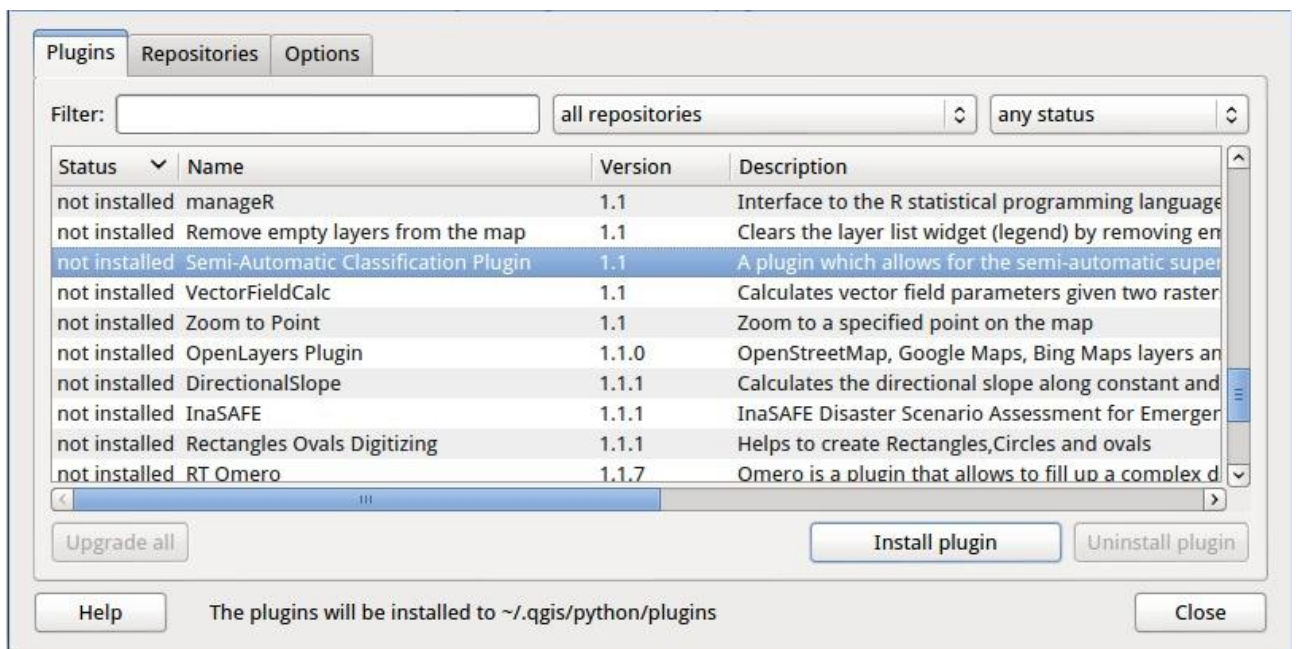 Plugins Repositories Options
Filter: all repositories any status
Status Name Version Description
not installed manageR 1.1 Interface to the R statistical programming language
not installed Remove empty layers from the map 1.1 Clears the layer list widget (legend) by removing em
not installed Semi-Automatic Classification Plugin 1.1 A plugin which allows for the semi-automatic super
not installed VectorFieldCalc 1.1 Calculates vector field parameters given two raster
not installed Zoom to Point 1.1 Zoom to a specified point on the map
not installed OpenLayers Plugin 1.1.0 OpenStreetMap, Google Maps, Bing Maps layers an
not installed DirectionalSlope 1.1.1 Calculates the directional slope along constant and
not installed InaSAFE 1.1.1 InaSAFE Disaster Scenario Assessment for Emergen
not installed Rectangles Ovals Digitizing 1.1.1 Helps to create Rectangles,Circles and ovals
not installed RT Omero 1.1.7 Omero is a plugin that allows to fill up a complex d
Upgrade all Install plugin Uninstall plugin
Help The plugins will be installed to ~/.qgis/python/plugins Close